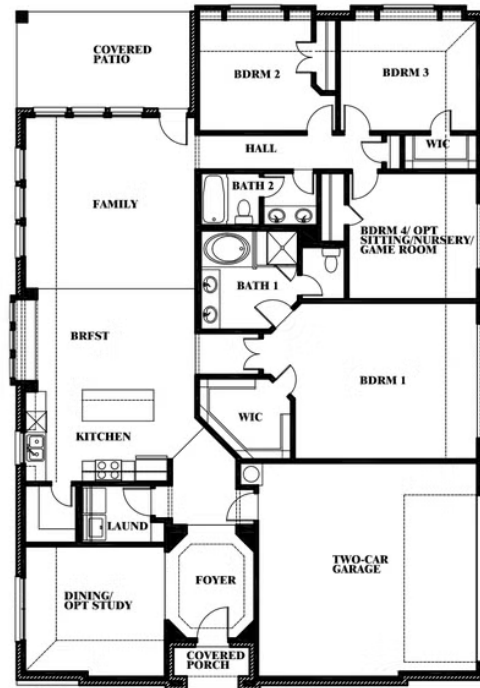 COVERED
PATIO
BDRM 2
BDRM 3
HALL
WIC
BATH 2
FAMILY
BDRM 4/ OPT
SITTING/NURSERY/
GAME ROOM
BATH 1
BRFST
BDRM 1
WIC
KITCHEN
LAUND
TWO-CAR
GARAGE
FOYER
DINING/
OPT STUDY
COVERED
PORCH